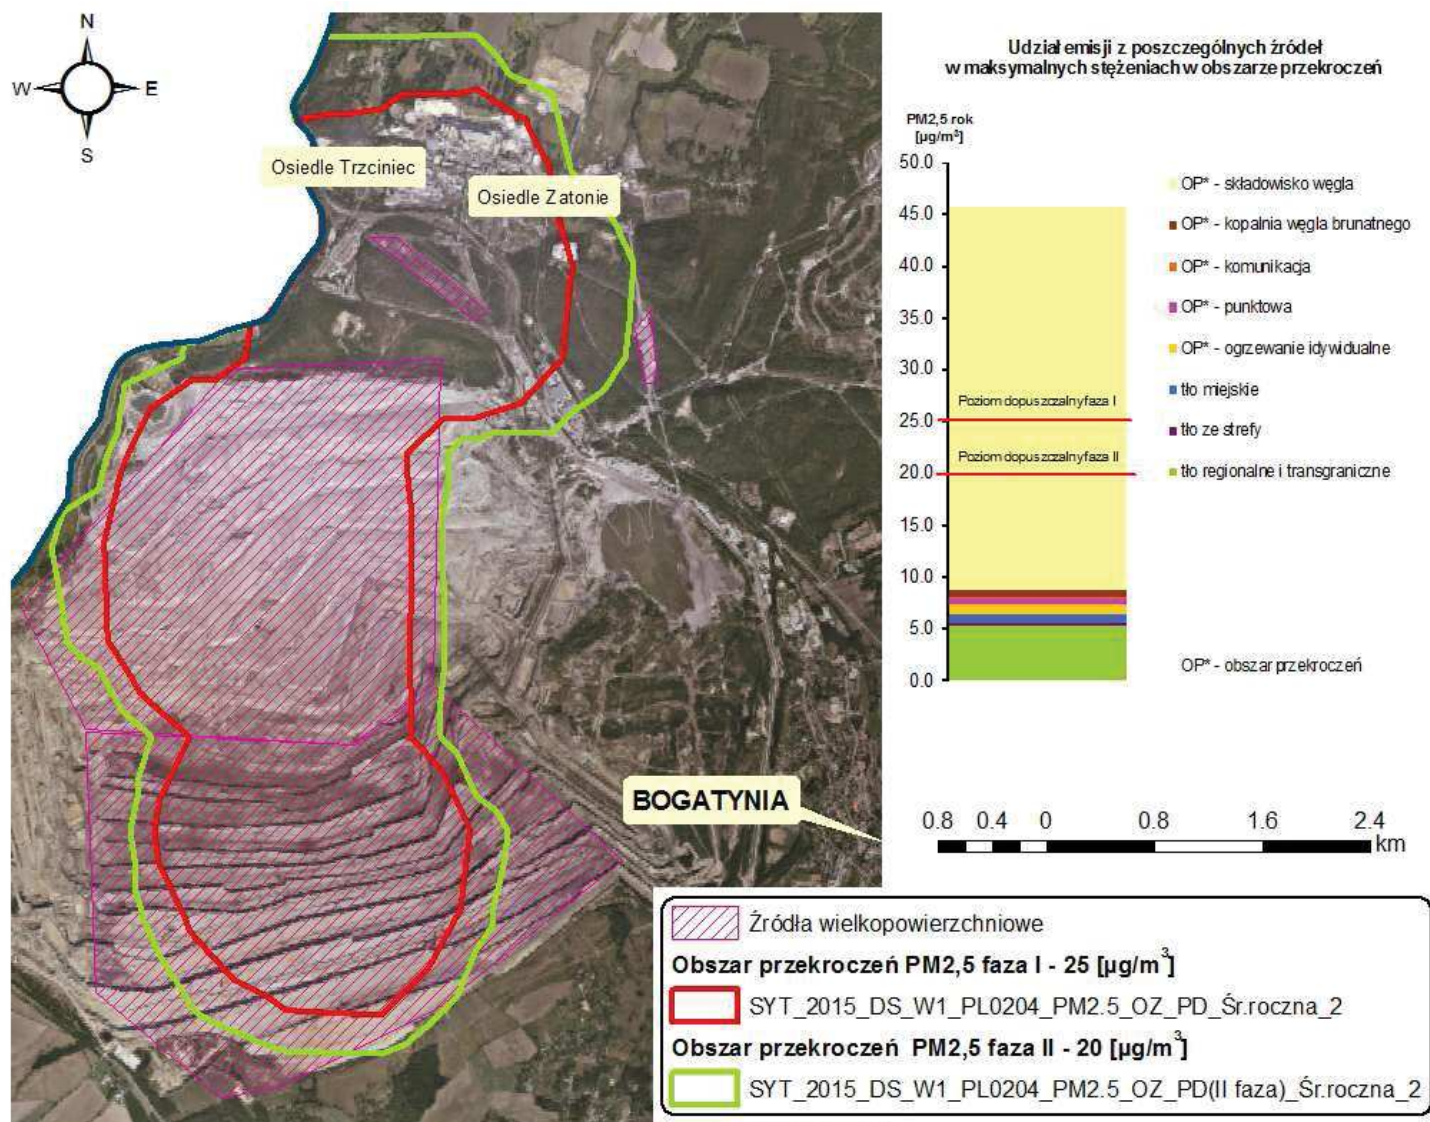 N
W E
S
Osiedle Trzciniec
Osiedle Zatonie
BOGATYNIA
Udział emisji z poszczególnych źródeł
w maksymalnych stężeniach w obszarze przekroczeń
PM2,5 rok
[µg/m³]
50.0
45.0
40.0
35.0
30.0
25.0
20.0
15.0
10.0
5.0
0.0
Poziom dopuszczalny faza I
Poziom dopuszczalny faza II
OP* - składowisko węgla
OP* - kopalnia węgla brunatnego
OP* - komunikacja
OP* - punktowa
OP* - ogrzewanie idywidualne
tło miejskie
tło ze strefy
tło regionalne i transgraniczne
OP* - obszar przekroczeń
0.8 0.4 0 0.8 1.6 2.4
km
Źródła wielkopowierzchniowe
Obszar przekroczeń PM2,5 faza I - 25 [µg/m³]
SYT_2015_DS_W1_PL0204_PM2.5_OZ_PD_Śr.roczna_2
Obszar przekroczeń PM2,5 faza II - 20 [µg/m³]
SYT_2015_DS_W1_PL0204_PM2.5_OZ_PD(II faza)_Śr.roczna_2